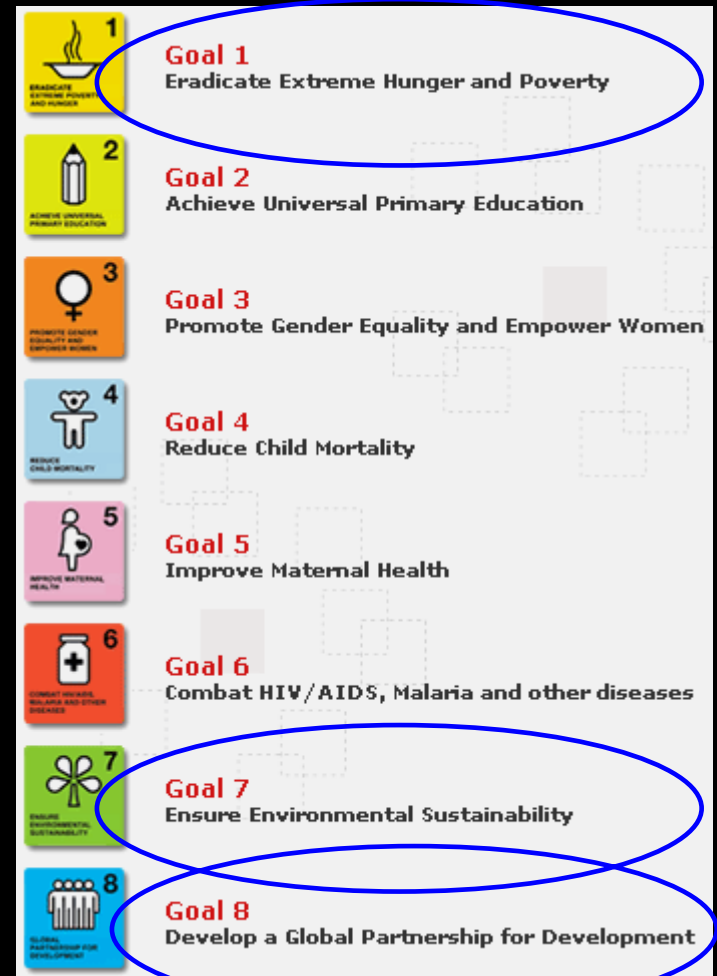 1
ERADICATE
EXTREME POVERTY
AND HUNGER
Goal 1
Eradicate Extreme Hunger and Poverty
2
ACHIEVE UNIVERSAL
PRIMARY EDUCATION
Goal 2
Achieve Universal Primary Education
3
PROMOTE GENDER
EQUALITY AND
EMPOWER WOMEN
Goal 3
Promote Gender Equality and Empower Women
4
REDUCE
CHILD MORTALITY
Goal 4
Reduce Child Mortality
5
IMPROVE MATERNAL
HEALTH
Goal 5
Improve Maternal Health
6
COMBAT HIV/AIDS,
MALARIA AND OTHER
DISEASES
Goal 6
Combat HIV/AIDS, Malaria and other diseases
7
ENSURE
ENVIRONMENTAL
SUSTAINABILITY
Goal 7
Ensure Environmental Sustainability
8
GLOBAL
PARTNERSHIP FOR
DEVELOPMENT
Goal 8
Develop a Global Partnership for Development